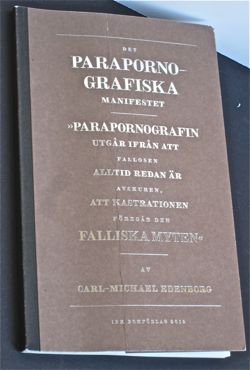 DET
PARAPORNO-
GRAFISKA
MANIFESTET
»PARAPORNOGRAFIN
UTGÅR IFRÅN ATT
FALLOSEN
ALLTID REDAN ÄR
AVSKUREN,
ATT KASTRATIONEN
FÖREGÅR DEN
FALLISKA MYTEN«
AV
CARL-MICHAEL EDENBORG